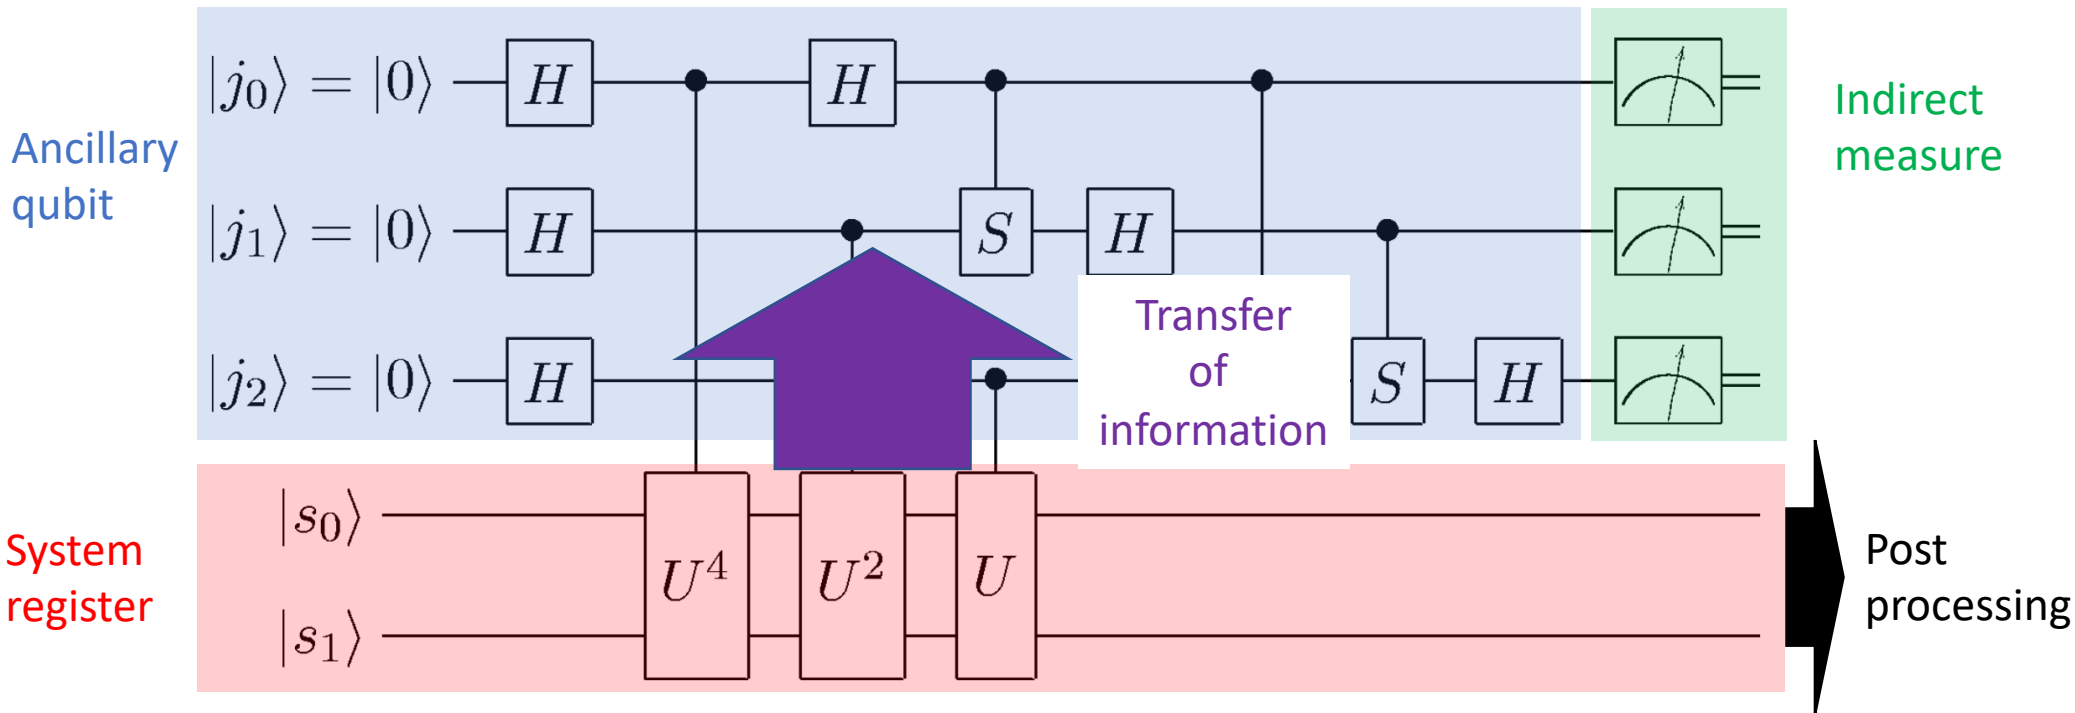 |j₀⟩ = |0⟩ H H
Ancillary
qubit
|j₁⟩ = |0⟩ H S H
|j₂⟩ = |0⟩ H S H
Transfer
of
information
Indirect
measure
System
register
|s₀⟩
|s₁⟩
U⁴ U² U
Post
processing